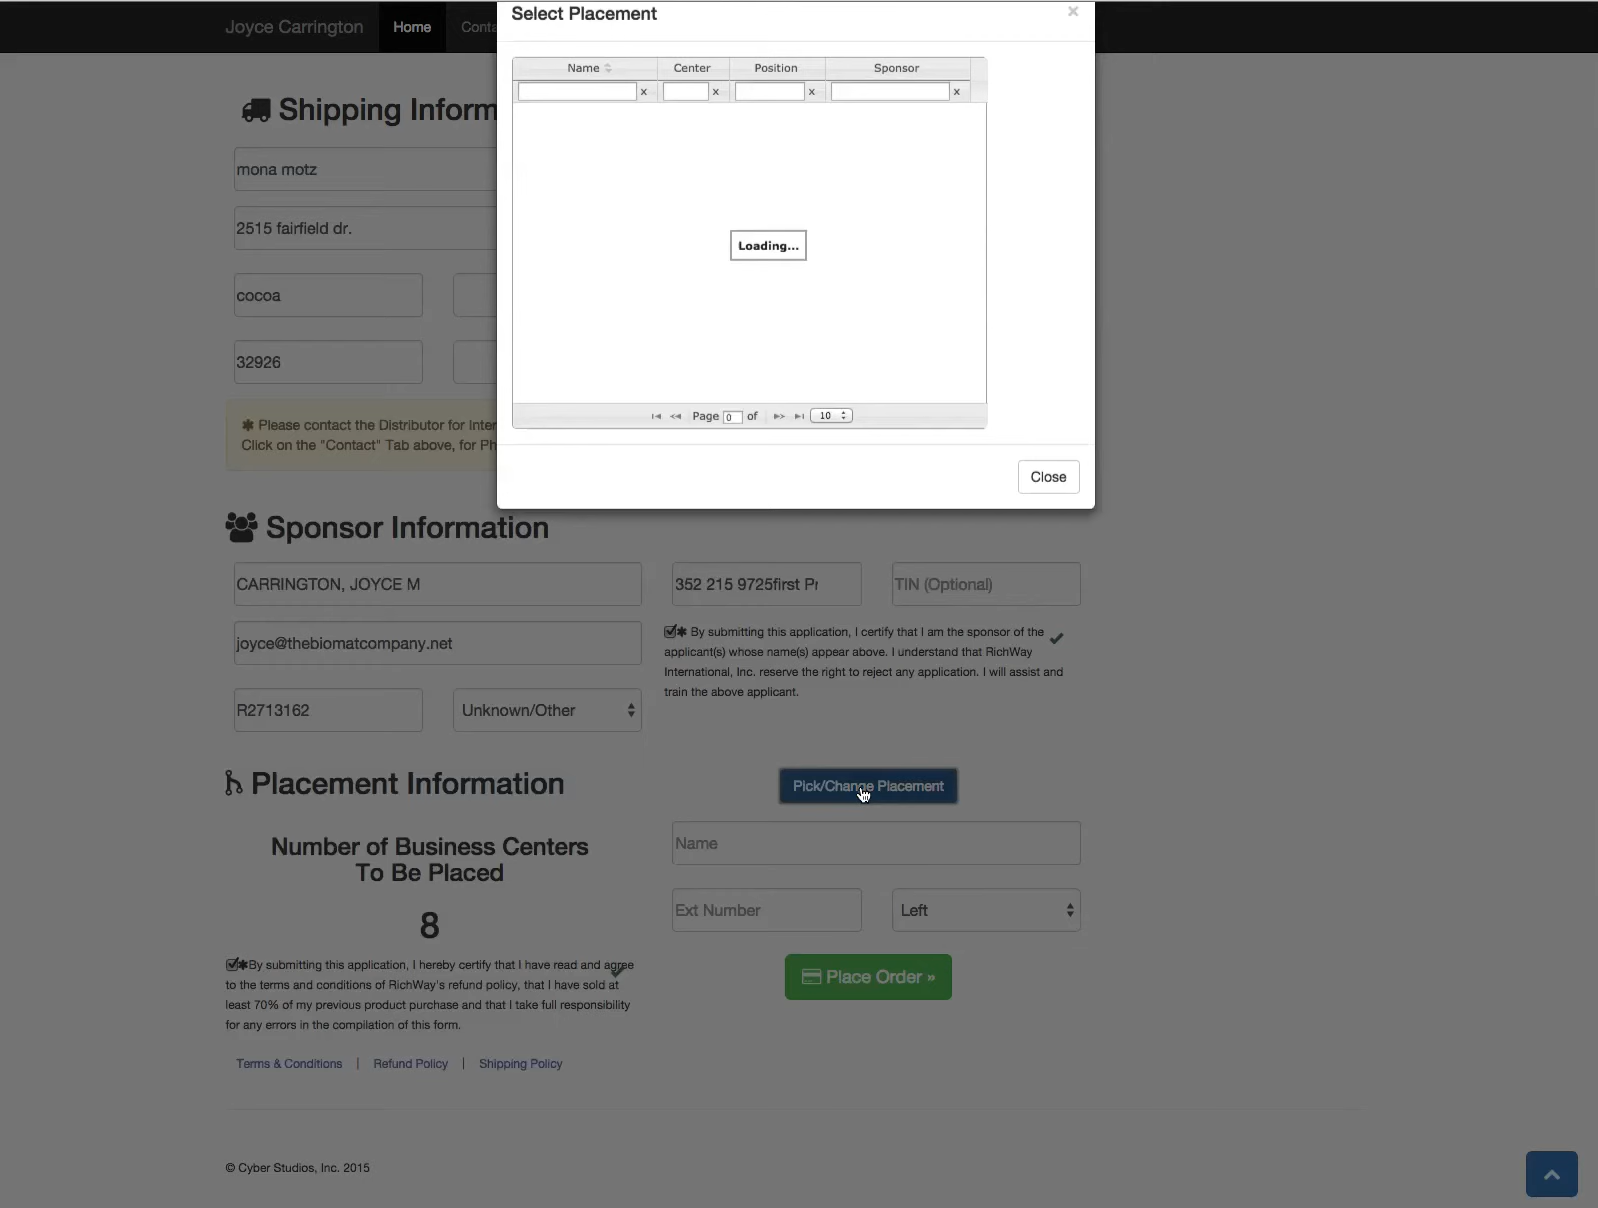 Joyce Carrington Home Conta
Select Placement
×
Name Center Position Sponsor
x x x x
Loading...
Page 0 of 10
Close
Shipping Inform
mona motz
2515 fairfield dr.
cocoa
32926
✱ Please contact the Distributor for Inter
Click on the "Contact" Tab above, for Ph
Sponsor Information
CARRINGTON, JOYCE M
352 215 9725first Pr
TIN (Optional)
joyce@thebiomatcompany.net
✱ By submitting this application, I certify that I am the sponsor of the
applicant(s) whose name(s) appear above. I understand that RichWay
International, Inc. reserve the right to reject any application. I will assist and
train the above applicant.
R2713162
Unknown/Other
Placement Information
Pick/Change Placement
Number of Business Centers
To Be Placed
8
Name
Ext Number
Left
✱By submitting this application, I hereby certify that I have read and agree
to the terms and conditions of RichWay's refund policy, that I have sold at
least 70% of my previous product purchase and that I take full responsibility
for any errors in the compilation of this form.
Place Order »
Terms & Conditions | Refund Policy | Shipping Policy
© Cyber Studios, Inc. 2015